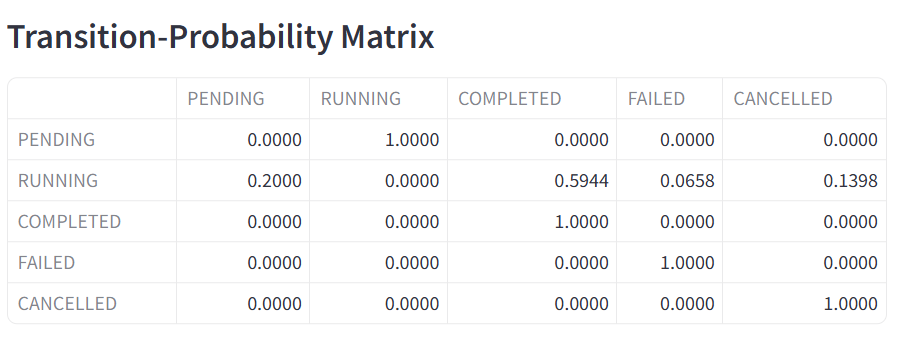 Transition-Probability Matrix
PENDING RUNNING COMPLETED FAILED CANCELLED
PENDING 0.0000 1.0000 0.0000 0.0000 0.0000
RUNNING 0.2000 0.0000 0.5944 0.0658 0.1398
COMPLETED 0.0000 0.0000 1.0000 0.0000 0.0000
FAILED 0.0000 0.0000 0.0000 1.0000 0.0000
CANCELLED 0.0000 0.0000 0.0000 0.0000 1.0000